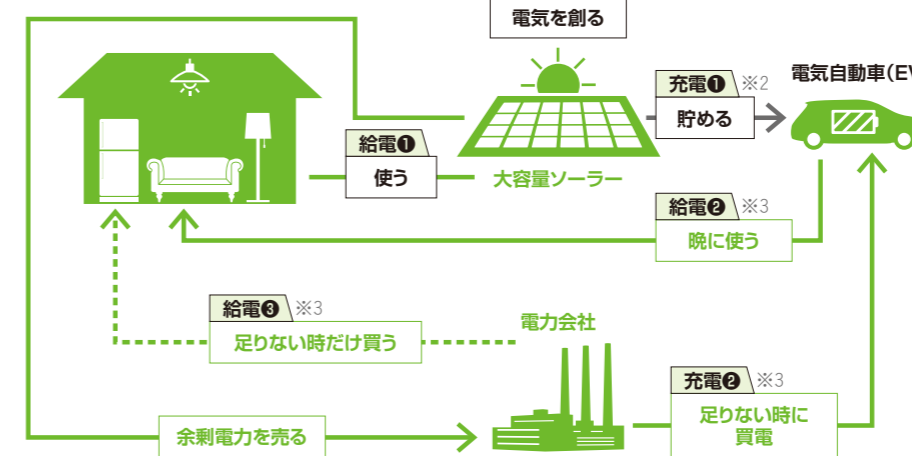 電気を創る
電気自動車(EV
充電❶ ※2
貯める
給電❶
使う
大容量ソーラー
給電❷ ※3
晩に使う
給電❸ ※3
足りない時だけ買う
電力会社
充電❷ ※3
足りない時に
買電
余剰電力を売る